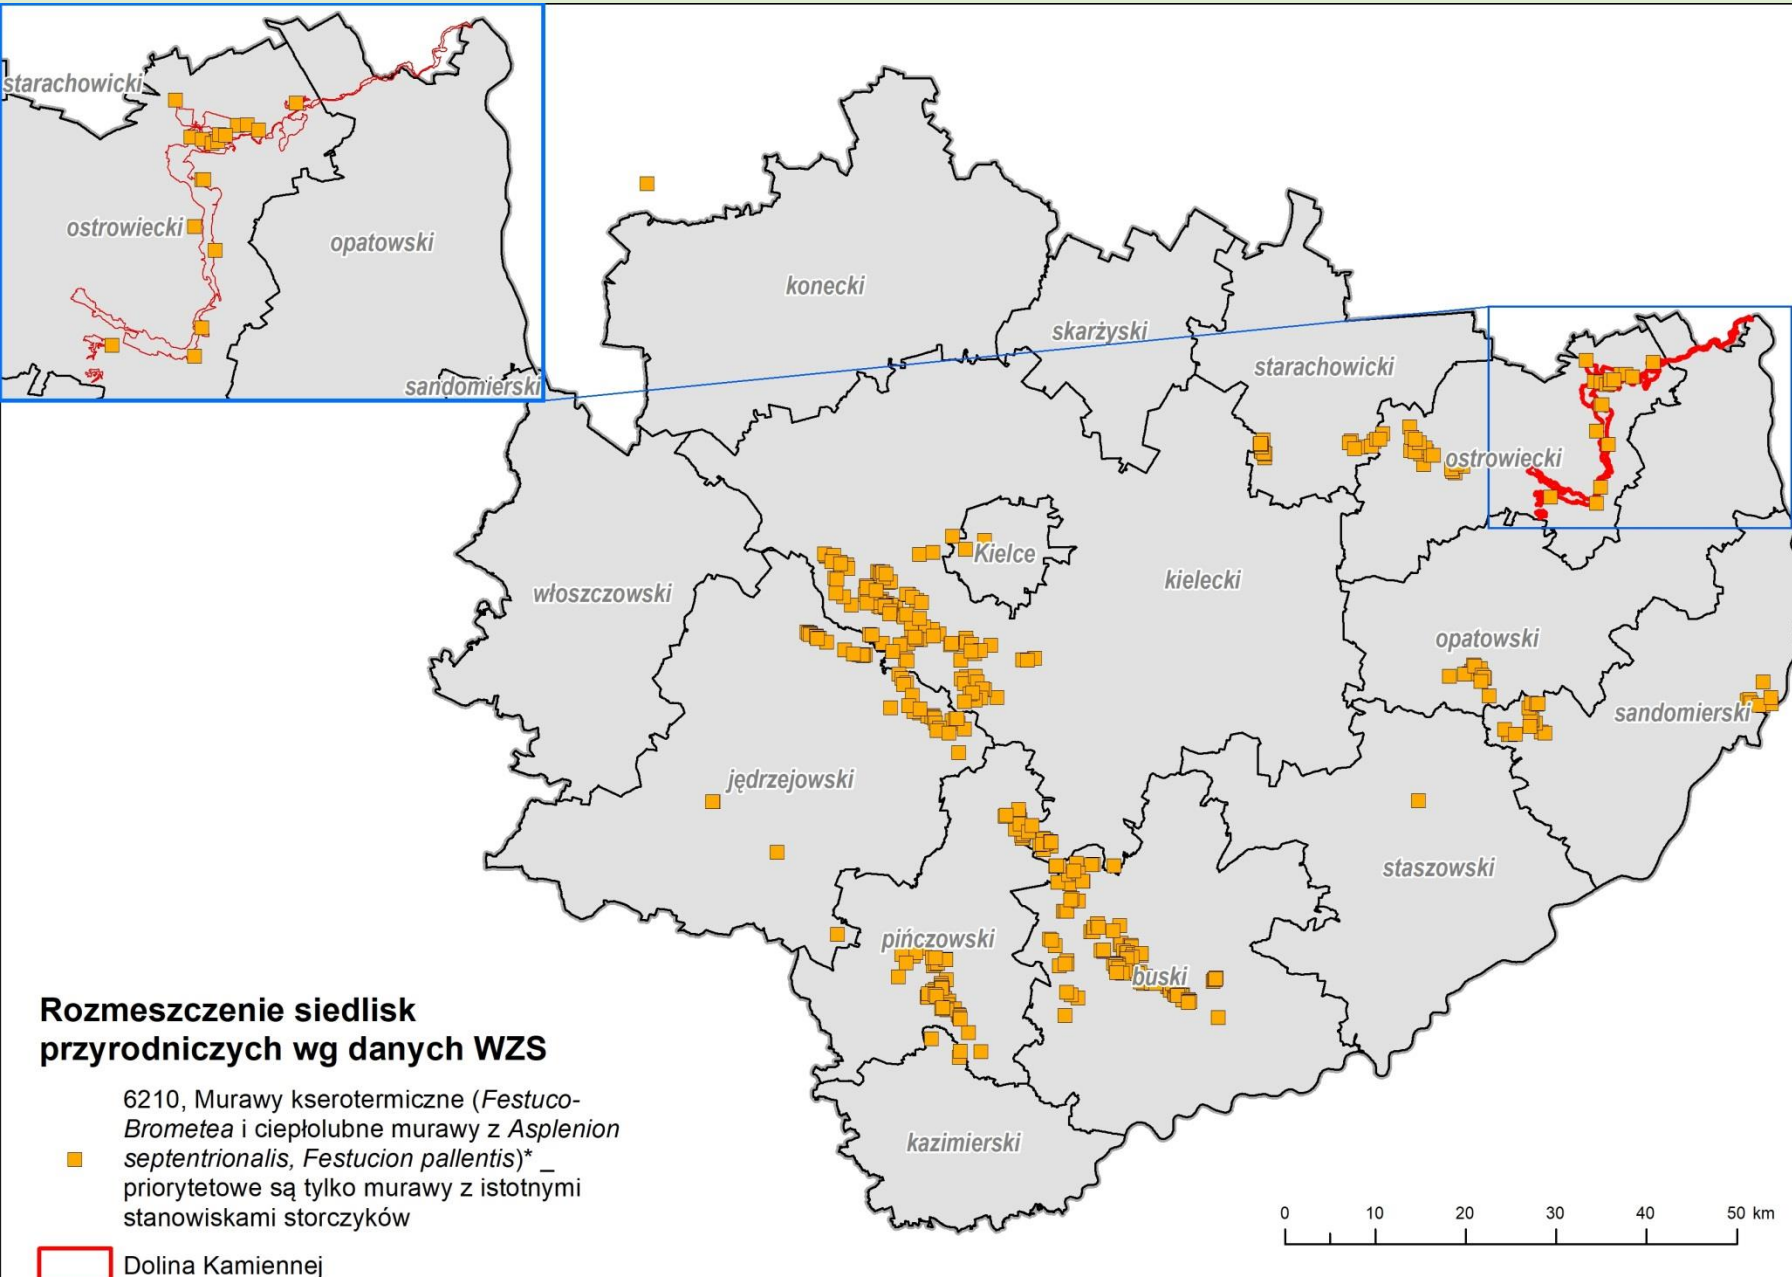 starachowicki
ostrowiecki
opatowski
sandomierski
konecki
skarżyski
starachowicki
ostrowiecki
Kielce
kielecki
włoszczowski
opatowski
sandomierski
jędrzejowski
staszowski
pińczowski
buski
kazimierski
Rozmeszczenie siedlisk
przyrodniczych wg danych WZS
6210, Murawy kserotermiczne (Festuco-
Brometea i ciepłolubne murawy z Asplenion
septentrionalis, Festucion pallentis)* _
priorytetowe są tylko murawy z istotnymi
stanowiskami storczyków
Dolina Kamiennej
0 10 20 30 40 50 km